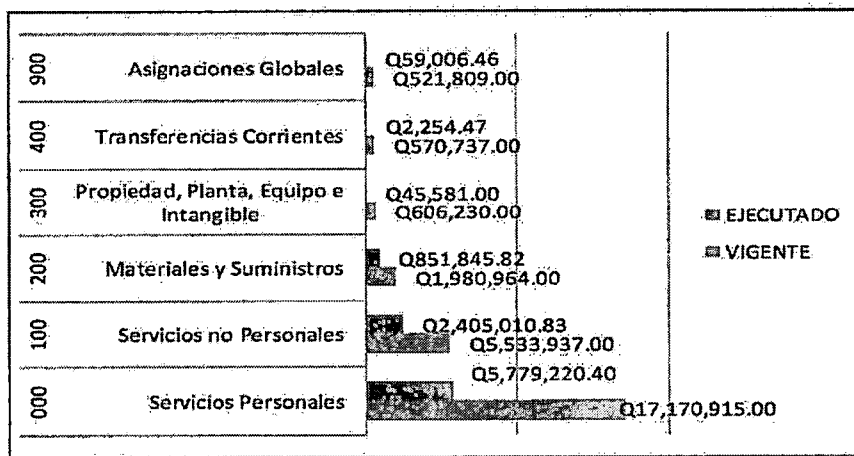 900 Asignaciones Globales Q59,006.46
Q521,809.00
400 Transferencias Corrientes Q2,254.47
Q570,737.00
300 Propiedad, Planta, Equipo e Intangible Q45,581.00
Q606,230.00
200 Materiales y Suministros Q851,845.82
Q1,980,964.00
100 Servicios no Personales Q2,405,010.83
Q5,533,937.00
000 Servicios Personales Q5,779,220.40
Q17,170,915.00
EJECUTADO
VIGENTE